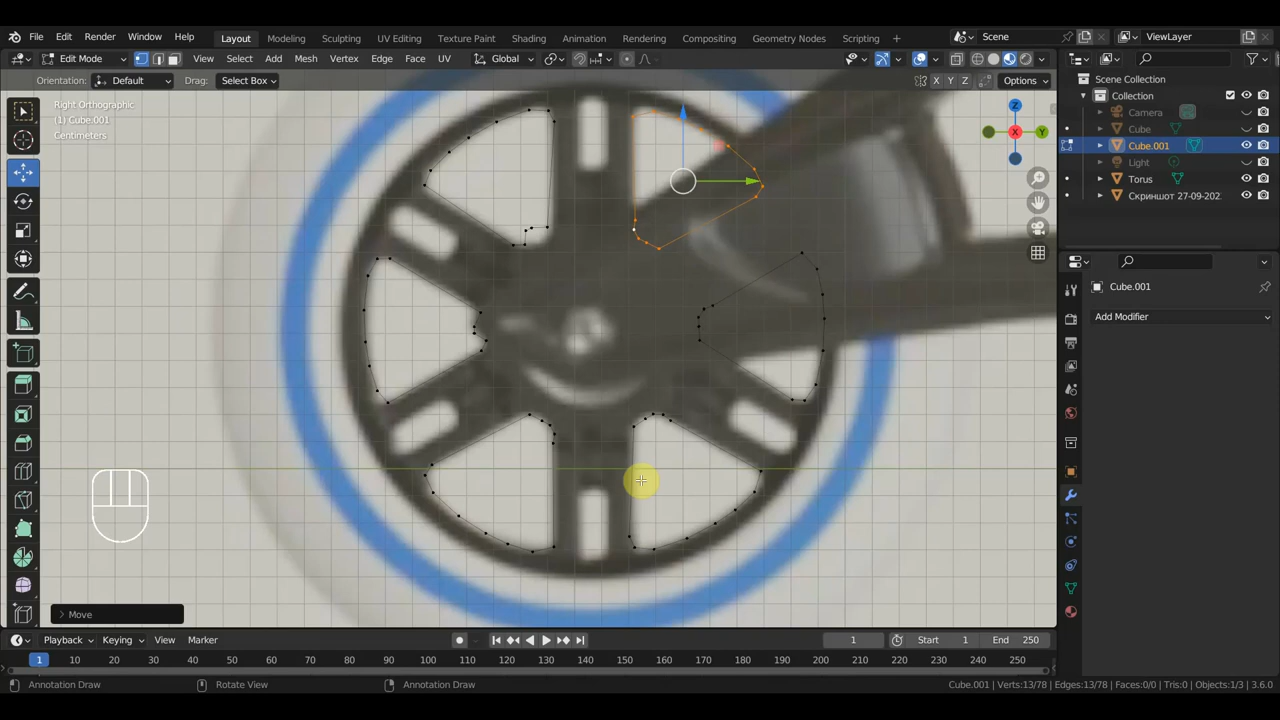 File Edit Render Window Help Layout Modeling Sculpting UV Editing Texture Paint Shading Animation Rendering Compositing Geometry Nodes Scripting + Scene ViewLayer
Edit Mode View Select Add Mesh Vertex Edge Face UV Global
Orientation: Default Drag: Select Box X Y Z Options
Right Orthographic
(1) Cube.001
Centimeters
Z
X
Y
Move
Scene Collection
Collection
Camera
Cube
Cube.001
Light
Torus
Скриншот 27-09-202
Cube.001
Add Modifier
Playback Keying View Marker 1 Start 1 End 250
1 10 20 30 40 50 60 70 80 90 100 110 120 130 140 150 160 170 180 190 200 210 220 230 240 250
Annotation Draw Rotate View Annotation Draw Cube.001 | Verts:13/78 | Edges:13/78 | Faces:0/0 | Tris:0 | Objects:1/3 | 3.6.0